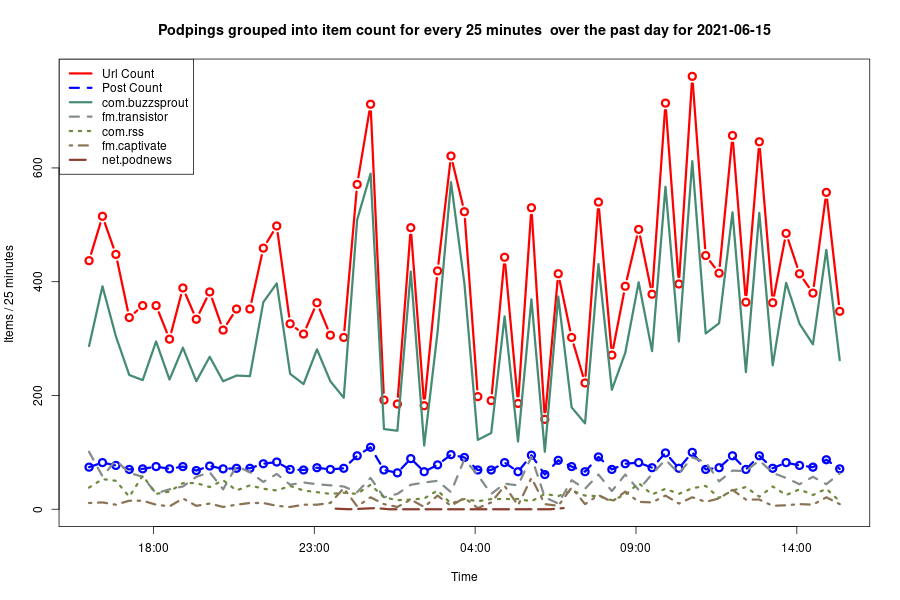 Podpings grouped into item count for every 25 minutes  over the past day for 2021-06-15
Url Count
Post Count
com.buzzsprout
fm.transistor
com.rss
fm.captivate
net.podnews
Items / 25 minutes
600
400
200
0
18:00 23:00 04:00 09:00 14:00
Time